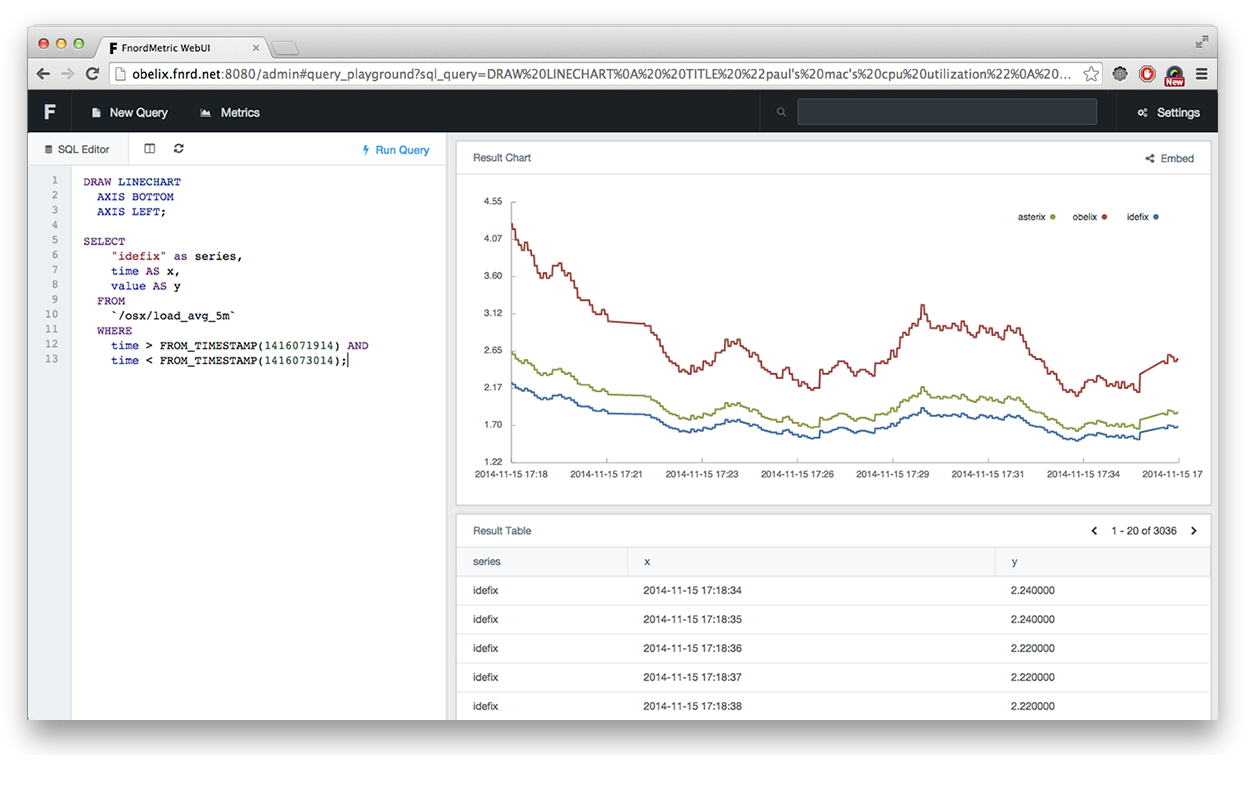 FnordMetric WebUI
obelix.fnrd.net:8080/admin#query_playground?sql_query=DRAW%20LINECHART%0A%20%20TITLE%20%22paul's%20mac's%20cpu%20utilization%22%0A%20...
New
F New Query Metrics Settings
SQL Editor Run Query
1 DRAW LINECHART
2 AXIS BOTTOM
3 AXIS LEFT;
4
5 SELECT
6 "idefix" as series,
7 time AS x,
8 value AS y
9 FROM
10 `/osx/load_avg_5m`
11 WHERE
12 time > FROM_TIMESTAMP(1416071914) AND
13 time < FROM_TIMESTAMP(1416073014);
Result Chart Embed
asterix obelix idefix
4.55
4.07
3.60
3.12
2.65
2.17
1.70
1.22
2014-11-15 17:18 2014-11-15 17:21 2014-11-15 17:23 2014-11-15 17:26 2014-11-15 17:29 2014-11-15 17:31 2014-11-15 17:34 2014-11-15 17
Result Table 1 - 20 of 3036
series x y
idefix 2014-11-15 17:18:34 2.240000
idefix 2014-11-15 17:18:35 2.240000
idefix 2014-11-15 17:18:36 2.220000
idefix 2014-11-15 17:18:37 2.220000
idefix 2014-11-15 17:18:38 2.220000